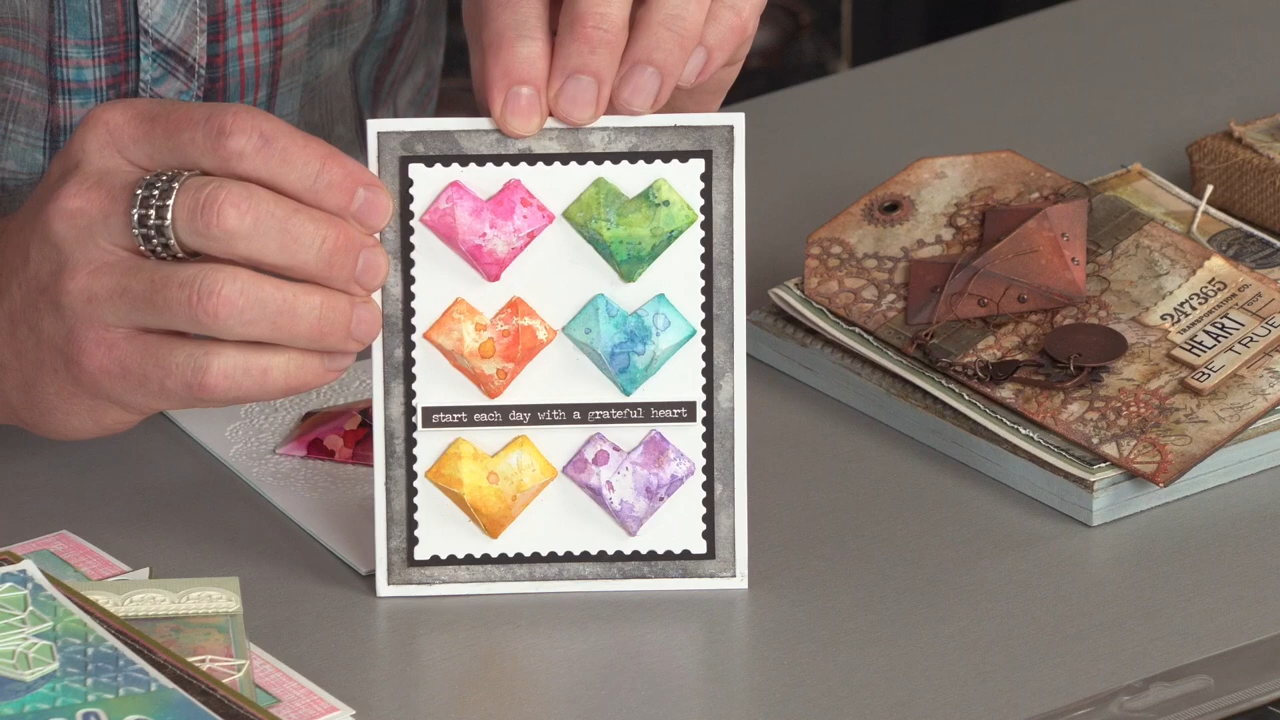 start each day with a grateful heart
247365
TRANSPORTATION CO.
HEART
BE TRUE